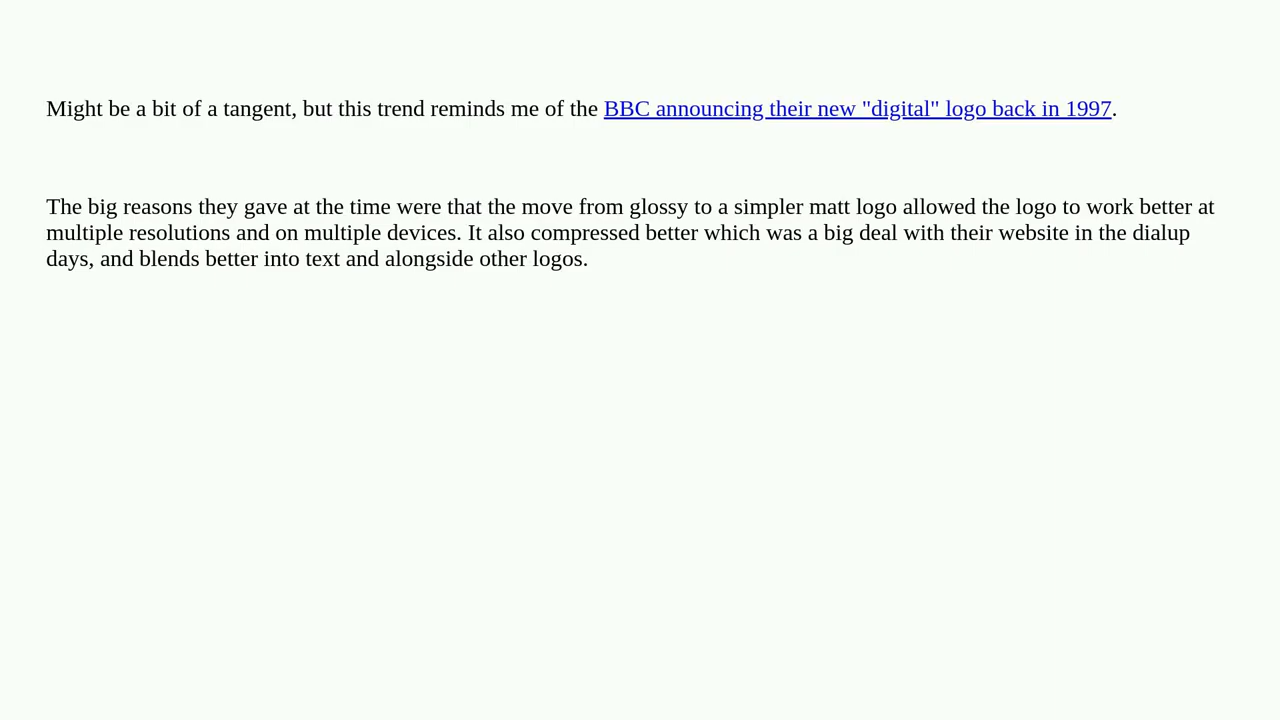 Might be a bit of a tangent, but this trend reminds me of the BBC announcing their new "digital" logo back in 1997.
The big reasons they gave at the time were that the move from glossy to a simpler matt logo allowed the logo to work better at
multiple resolutions and on multiple devices. It also compressed better which was a big deal with their website in the dialup
days, and blends better into text and alongside other logos.